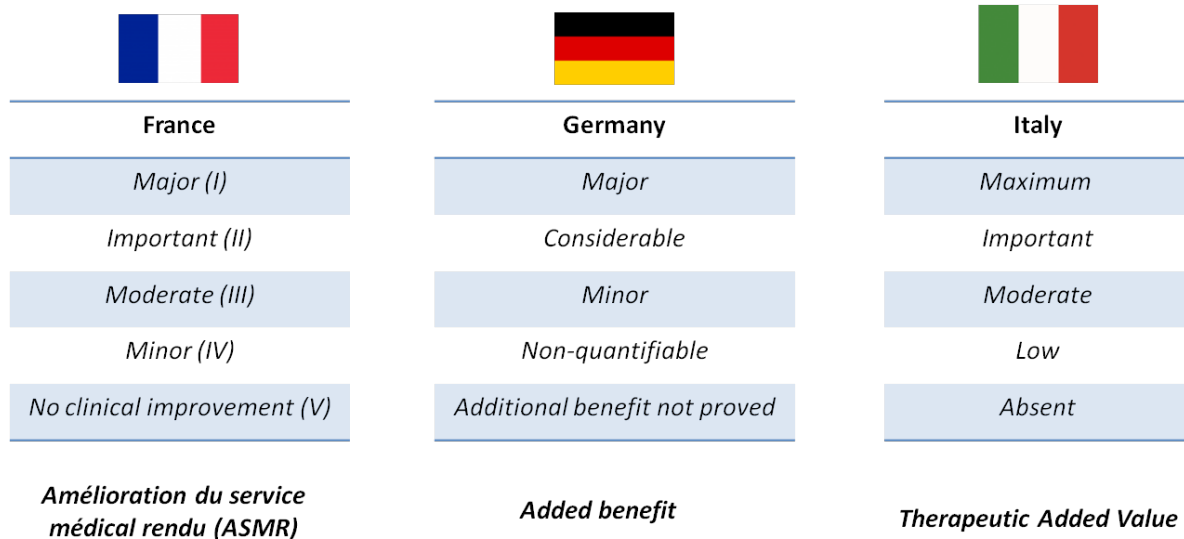 France
Germany
Italy
Major (I)
Major
Maximum
Important (II)
Considerable
Important
Moderate (III)
Minor
Moderate
Minor (IV)
Non-quantifiable
Low
No clinical improvement (V)
Additional benefit not proved
Absent
Amélioration du service
médical rendu (ASMR)
Added benefit
Therapeutic Added Value